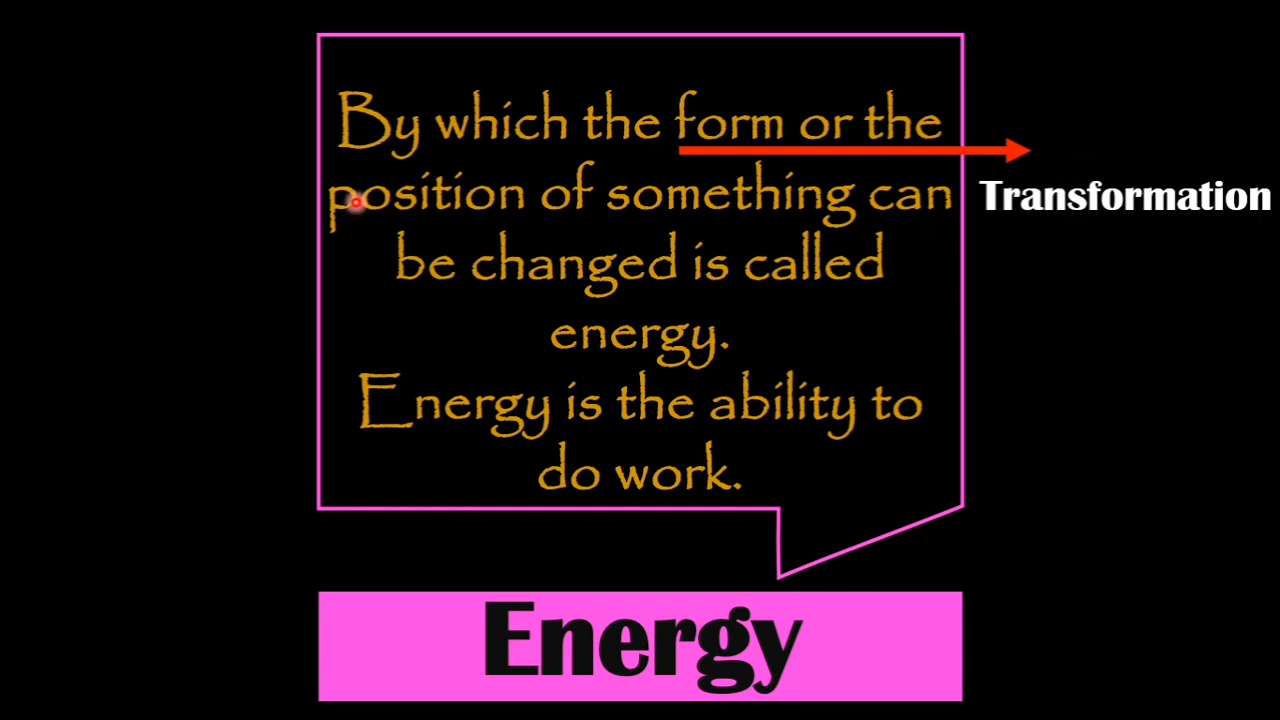 By which the form or the
position of something can
Transformation
be changed is called
energy.
Energy is the ability to
do work.
Energy